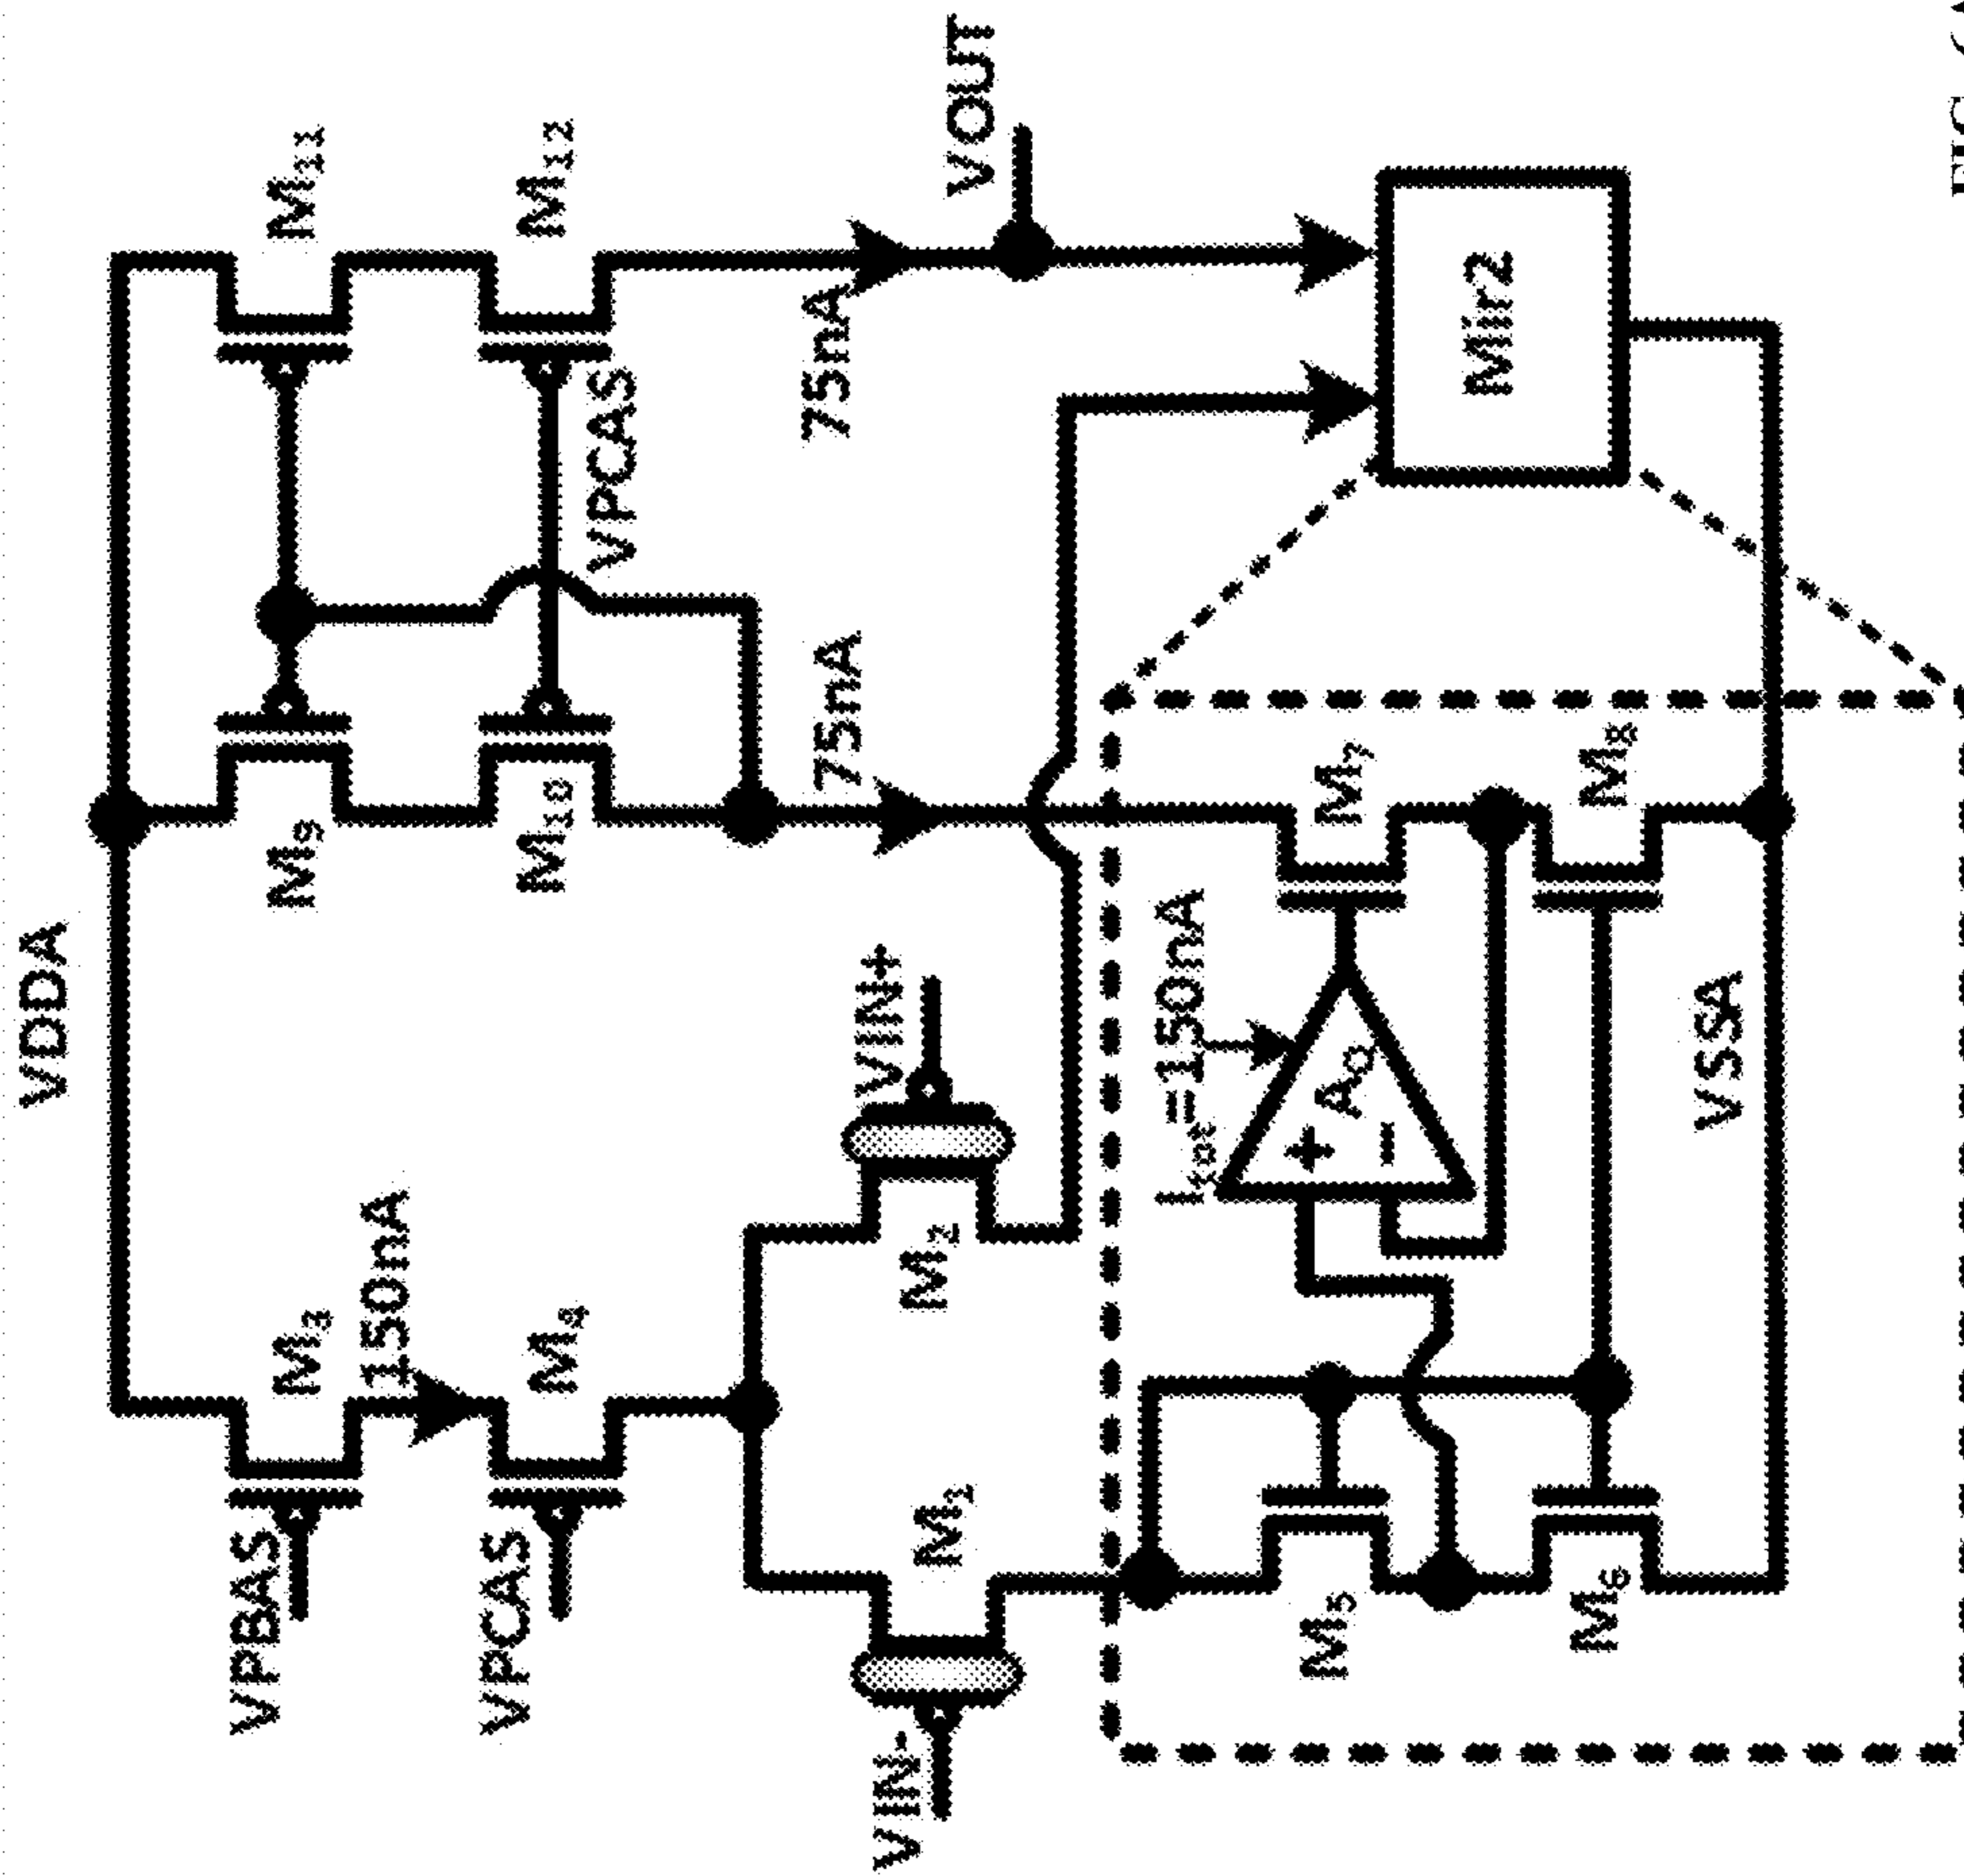 VDDA
VPBAS
M3
150nA
M9
M11
VPCAS
M4
M10
M12
VPCAS
75nA
75nA
VIN-
M1
M2
VIN+
VOUT
Itot=150nA
+
A0
−
M5
M7
Mir2
M6
M8
VSSA